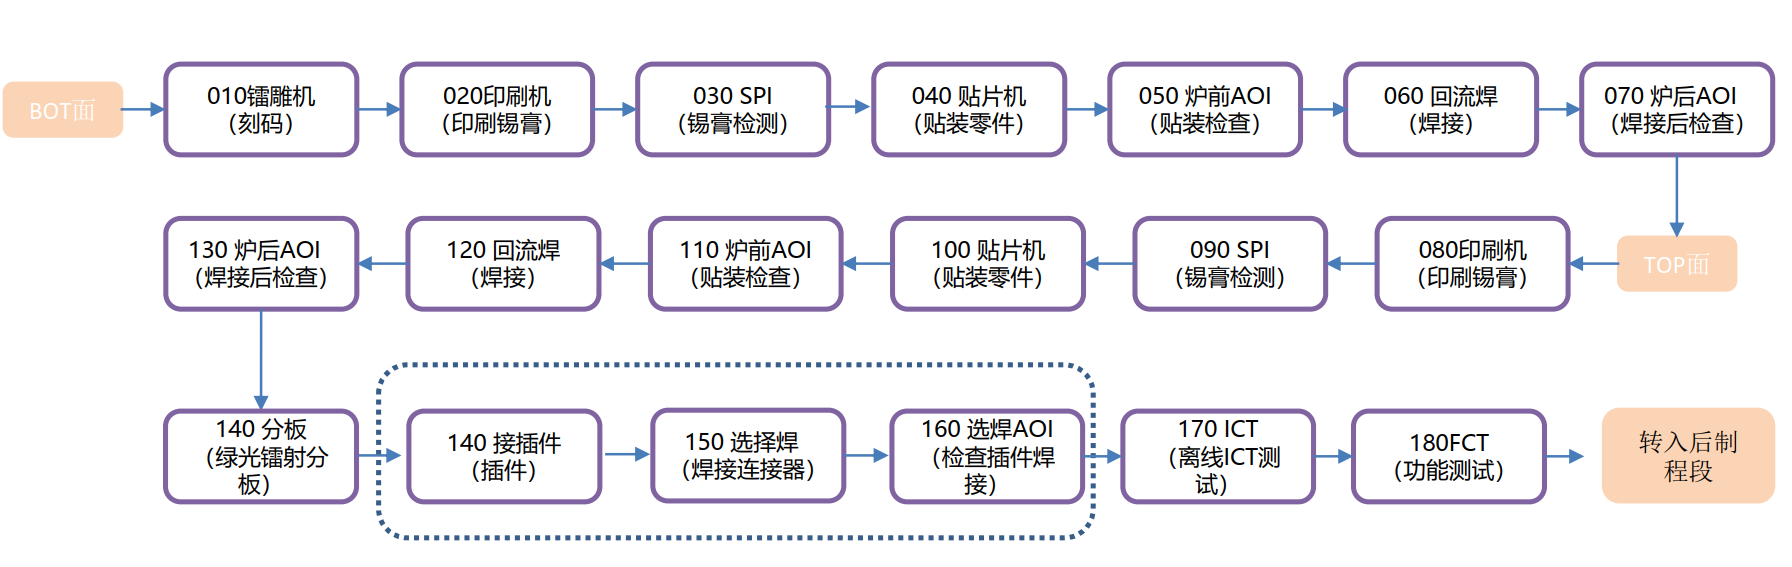 BOT面
010镭雕机
（刻码）
020印刷机
（印刷锡膏）
030 SPI
（锡膏检测）
040 贴片机
（贴装零件）
050 炉前AOI
（贴装检查）
060 回流焊
（焊接）
070 炉后AOI
（焊接后检查）
TOP面
080印刷机
（印刷锡膏）
090 SPI
（锡膏检测）
100 贴片机
（贴装零件）
110 炉前AOI
（贴装检查）
120 回流焊
（焊接）
130 炉后AOI
（焊接后检查）
140 分板
（绿光镭射分
板）
140 接插件
（插件）
150 选择焊
（焊接连接器）
160 选焊AOI
（检查插件焊
接）
170 ICT
（离线ICT测
试）
180FCT
（功能测试）
转入后制
程段